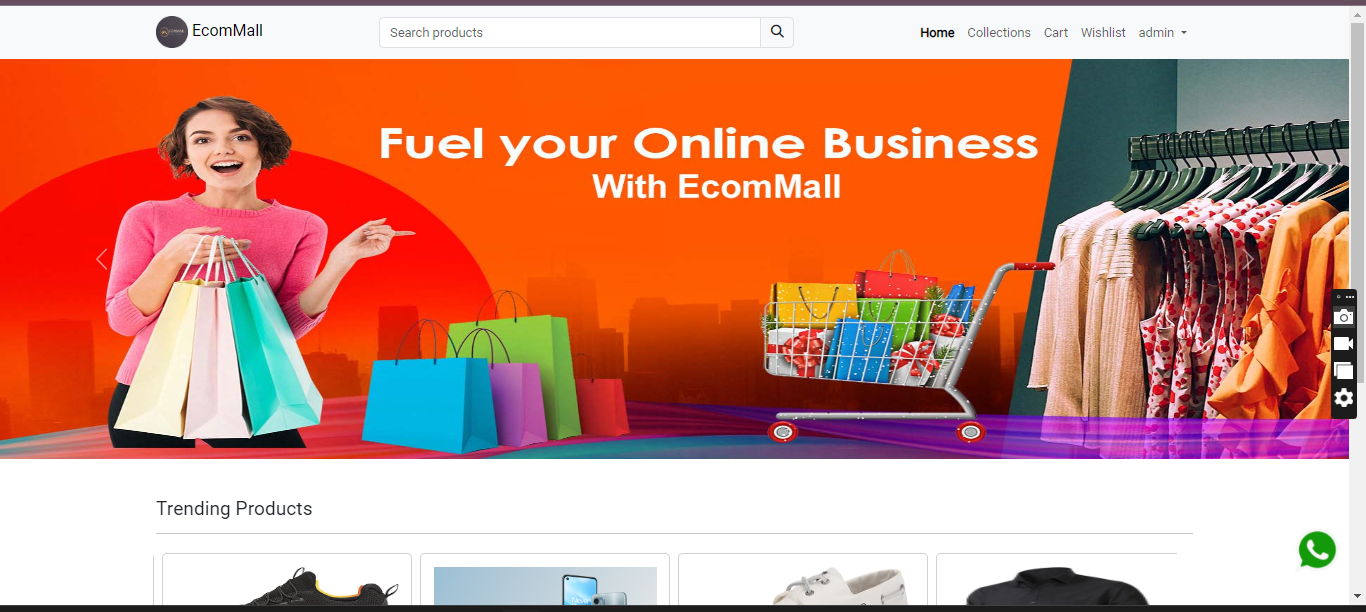 EcomMall
Search products
Home Collections Cart Wishlist admin
Fuel your Online Business
With EcomMall
Trending Products